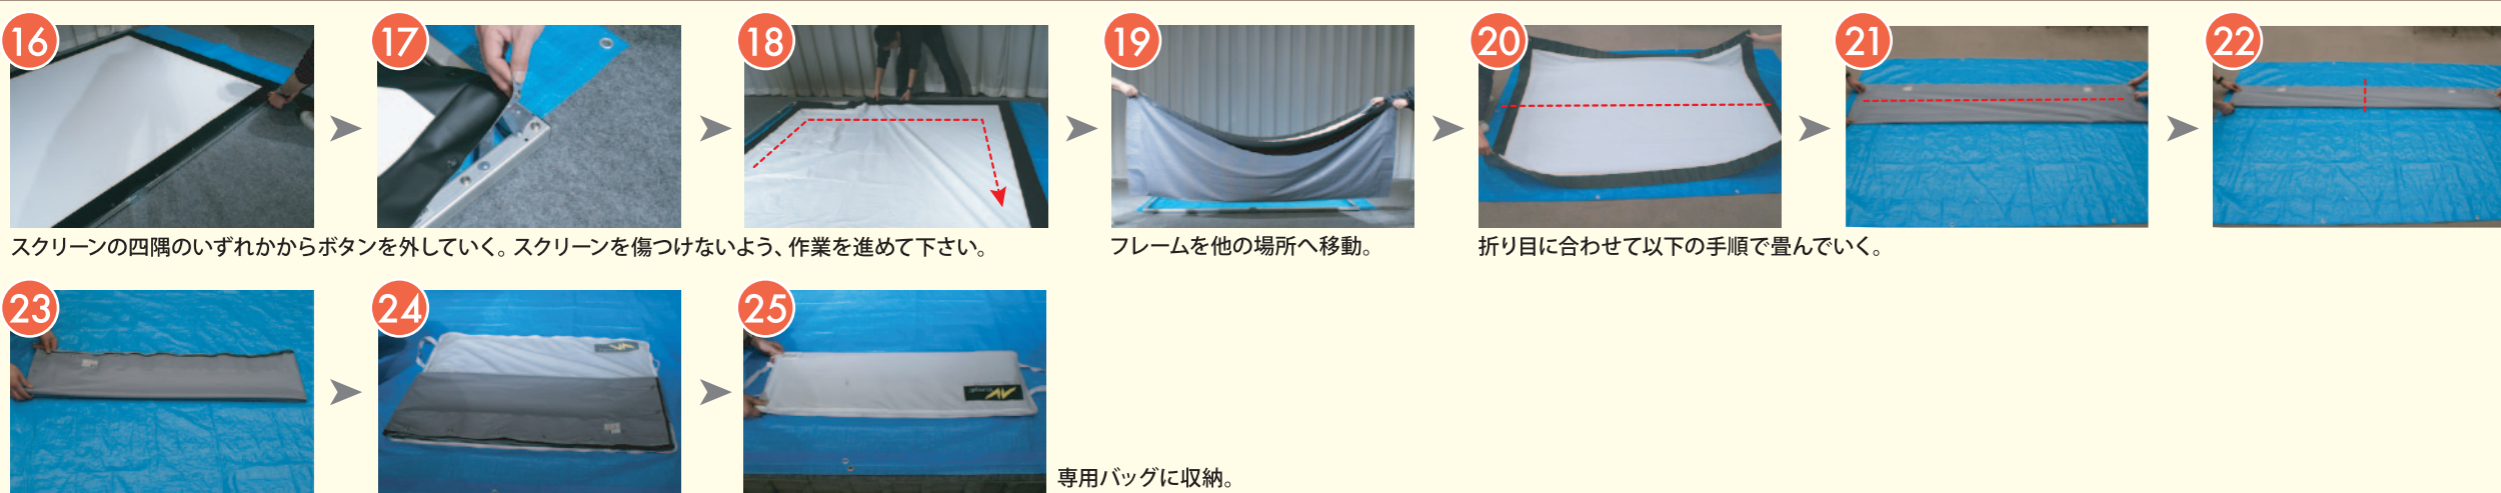 16
17
18
19
20
21
22
スクリーンの四隅のいずれかからボタンを外していく。スクリーンを傷つけないよう、作業を進めて下さい。
フレームを他の場所へ移動。
折り目に合わせて以下の手順で畳んでいく。
23
24
25
専用バッグに収納。